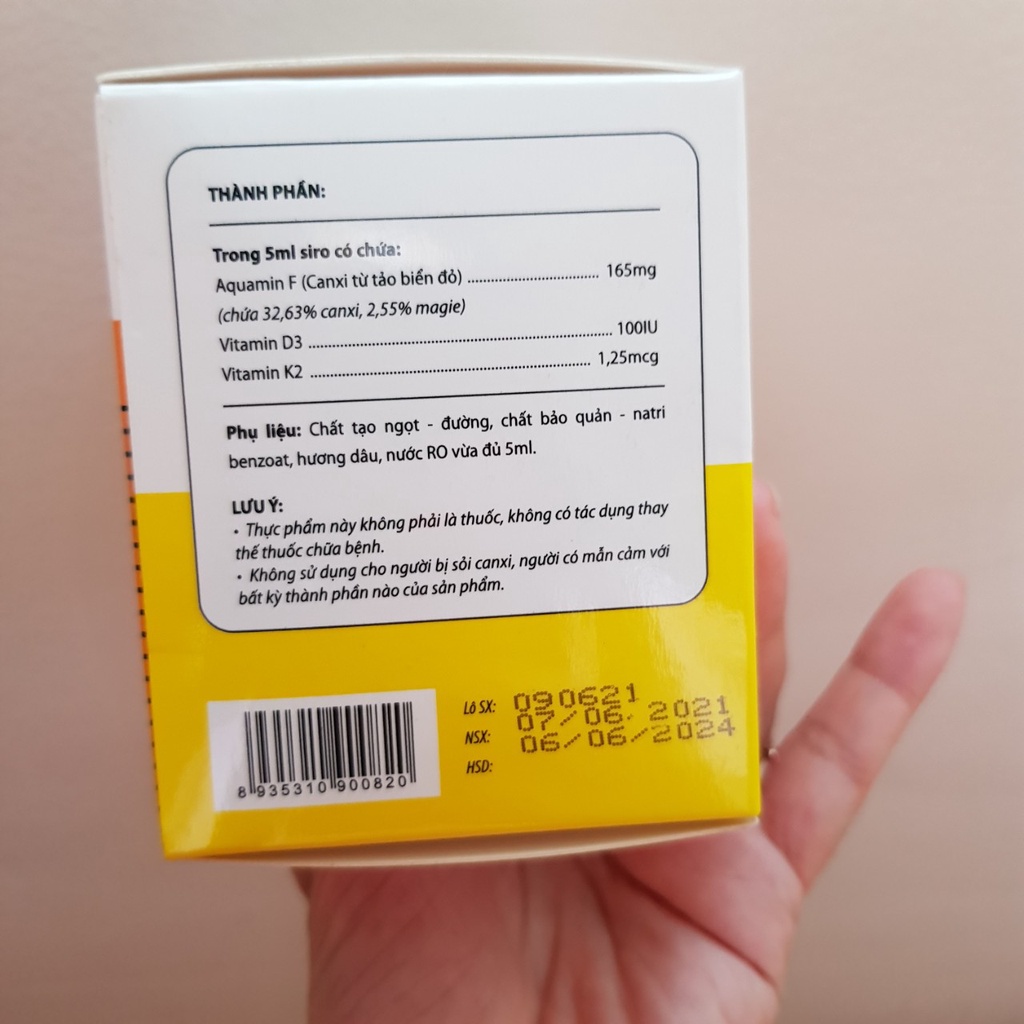 THÀNH PHẦN:
Trong 5ml siro có chứa:
Aquamin F (Canxi từ tảo biển đỏ) ............................... 165mg
(chứa 32,63% canxi, 2,55% magie)
Vitamin D3 ........................................................................ 100IU
Vitamin K2 .................................................................. 1,25mcg
Phụ liệu: Chất tạo ngọt - đường, chất bảo quản - natri
benzoat, hương dâu, nước RO vừa đủ 5ml.
LƯU Ý:
• Thực phẩm này không phải là thuốc, không có tác dụng thay
thế thuốc chữa bệnh.
• Không sử dụng cho người bị sỏi canxi, người có mẫn cảm với
bất kỳ thành phần nào của sản phẩm.
Lô SX: 090621
NSX: 07/06/2021
HSD: 06/06/2024
8 935310 900820